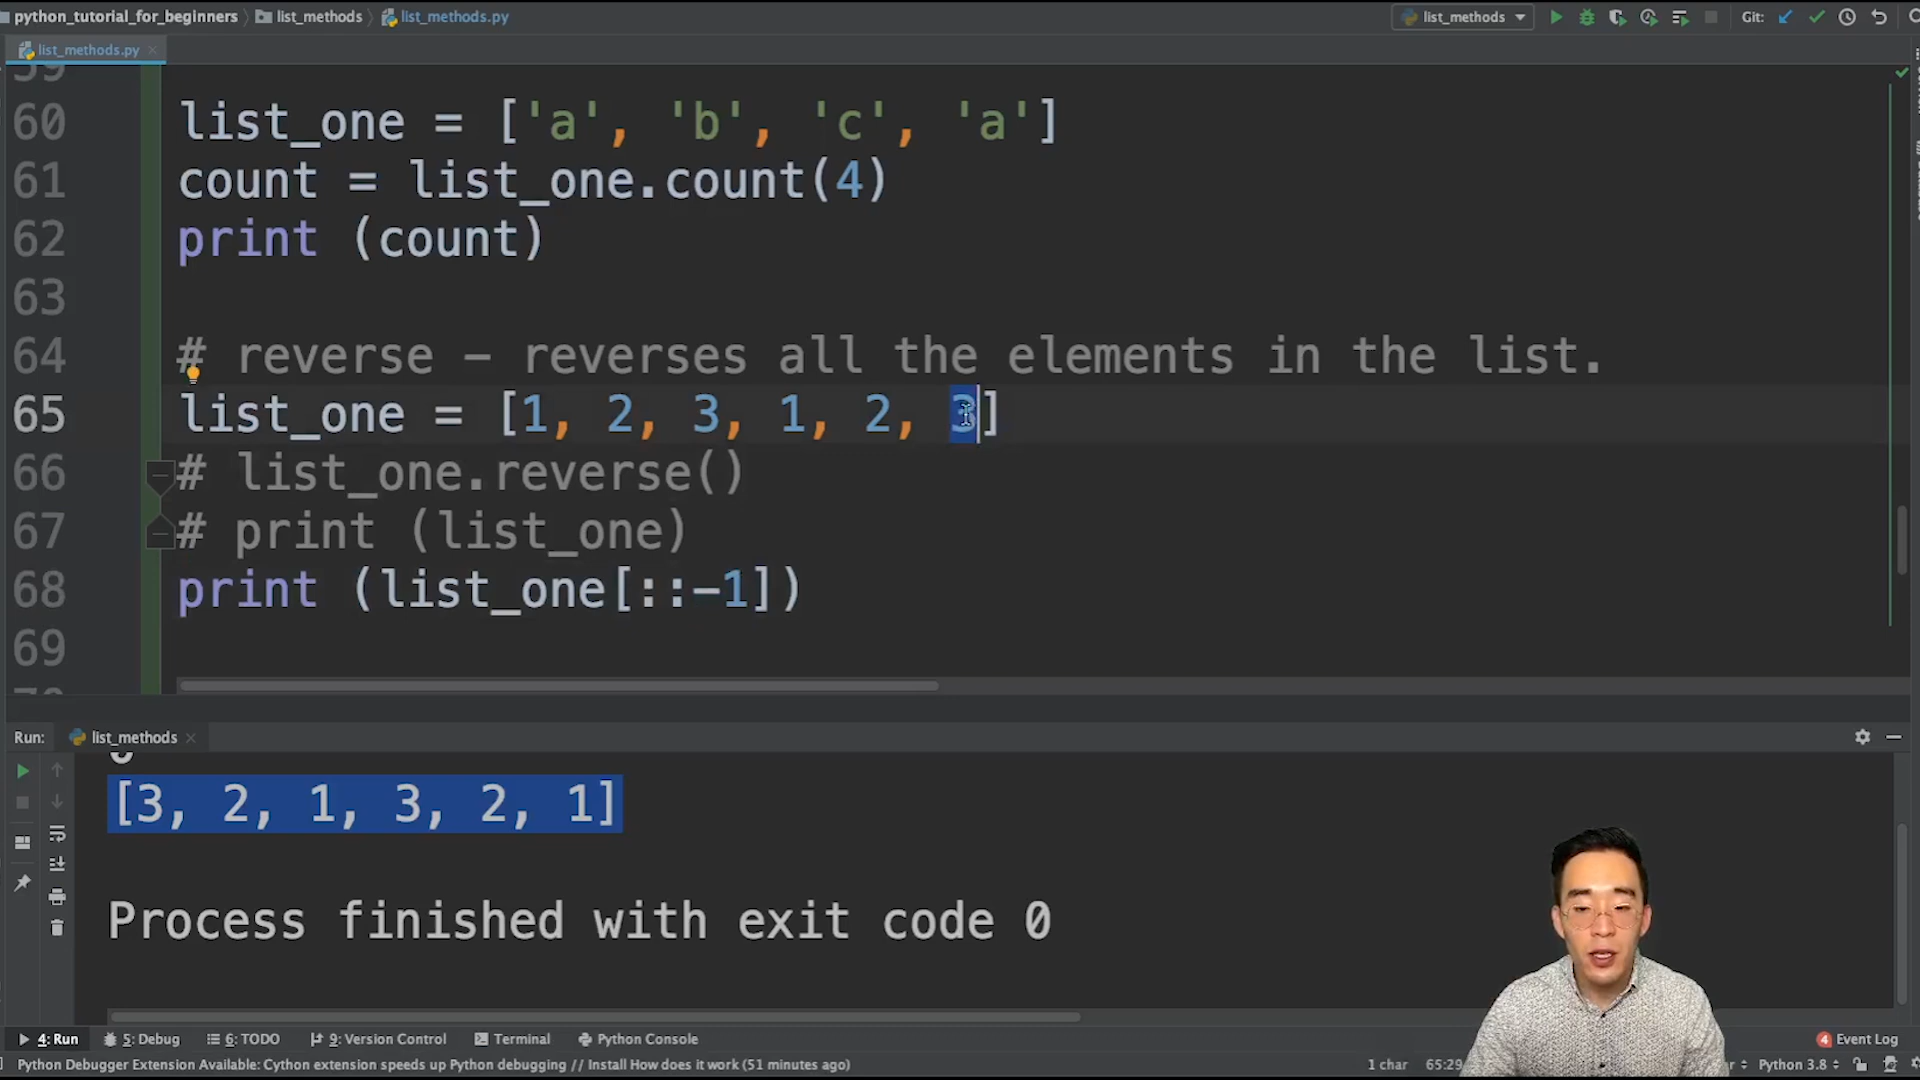 python_tutorial_for_beginners list_methods list_methods.py list_methods Git:
list_methods.py
59
60 list_one = ['a', 'b', 'c', 'a']
61 count = list_one.count(4)
62 print (count)
63
64 # reverse - reverses all the elements in the list.
65 list_one = [1, 2, 3, 1, 2, 3]
66 # list_one.reverse()
67 # print (list_one)
68 print (list_one[::-1])
69
Run: list_methods
[3, 2, 1, 3, 2, 1]
Process finished with exit code 0
4: Run 5: Debug 6: TODO 9: Version Control Terminal Python Console 4 Event Log
Python Debugger Extension Available: Cython extension speeds up Python debugging // Install How does it work (51 minutes ago) 1 char 65:29 Python 3.8